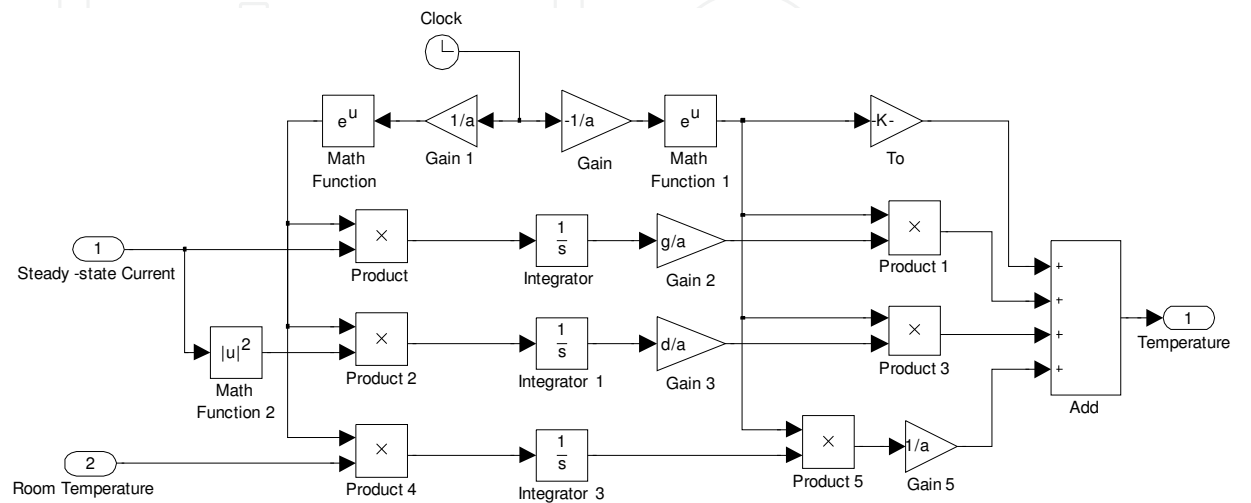 Clock
e^u
Math
Function
1/a
Gain 1
-1/a
Gain
e^u
Math
Function 1
-K-
To
1
Steady -state Current
×
Product
1
s
Integrator
g/a
Gain 2
×
Product 1
|u|^2
Math
Function 2
×
Product 2
1
s
Integrator 1
d/a
Gain 3
×
Product 3
+
+
+
+
Add
1
Temperature
2
Room Temperature
×
Product 4
1
s
Integrator 3
×
Product 5
1/a
Gain 5